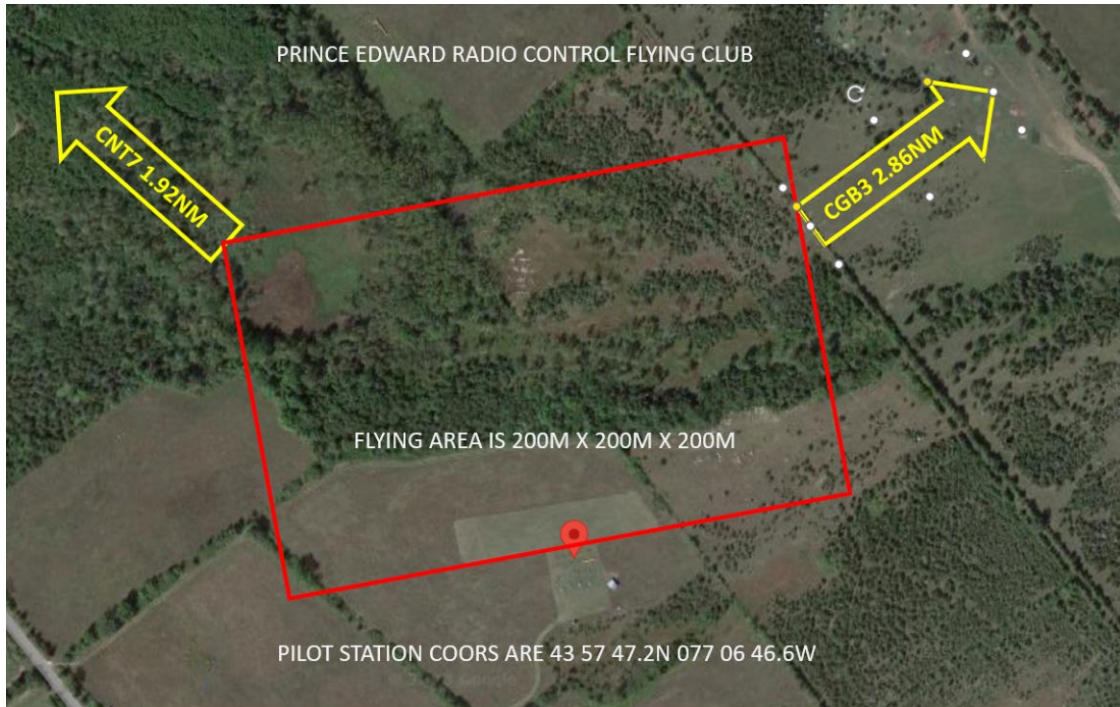 PRINCE EDWARD RADIO CONTROL FLYING CLUB
CNT7 1.92NM
CGB3 2.86NM
FLYING AREA IS 200M X 200M X 200M
PILOT STATION COORS ARE 43 57 47.2N 077 06 46.6W